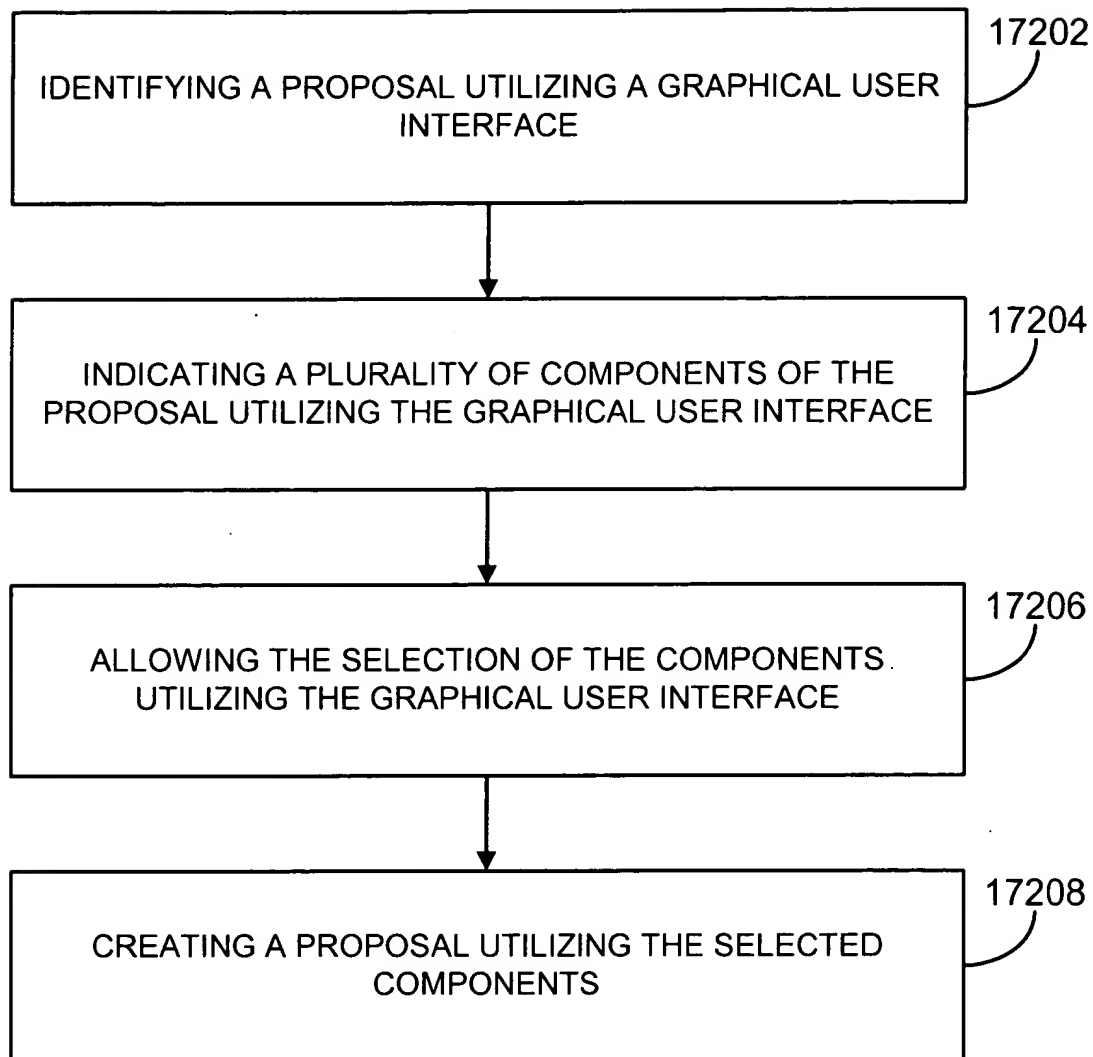 17202
IDENTIFYING A PROPOSAL UTILIZING A GRAPHICAL USER
INTERFACE
17204
INDICATING A PLURALITY OF COMPONENTS OF THE
PROPOSAL UTILIZING THE GRAPHICAL USER INTERFACE
17206
ALLOWING THE SELECTION OF THE COMPONENTS
UTILIZING THE GRAPHICAL USER INTERFACE
17208
CREATING A PROPOSAL UTILIZING THE SELECTED
COMPONENTS